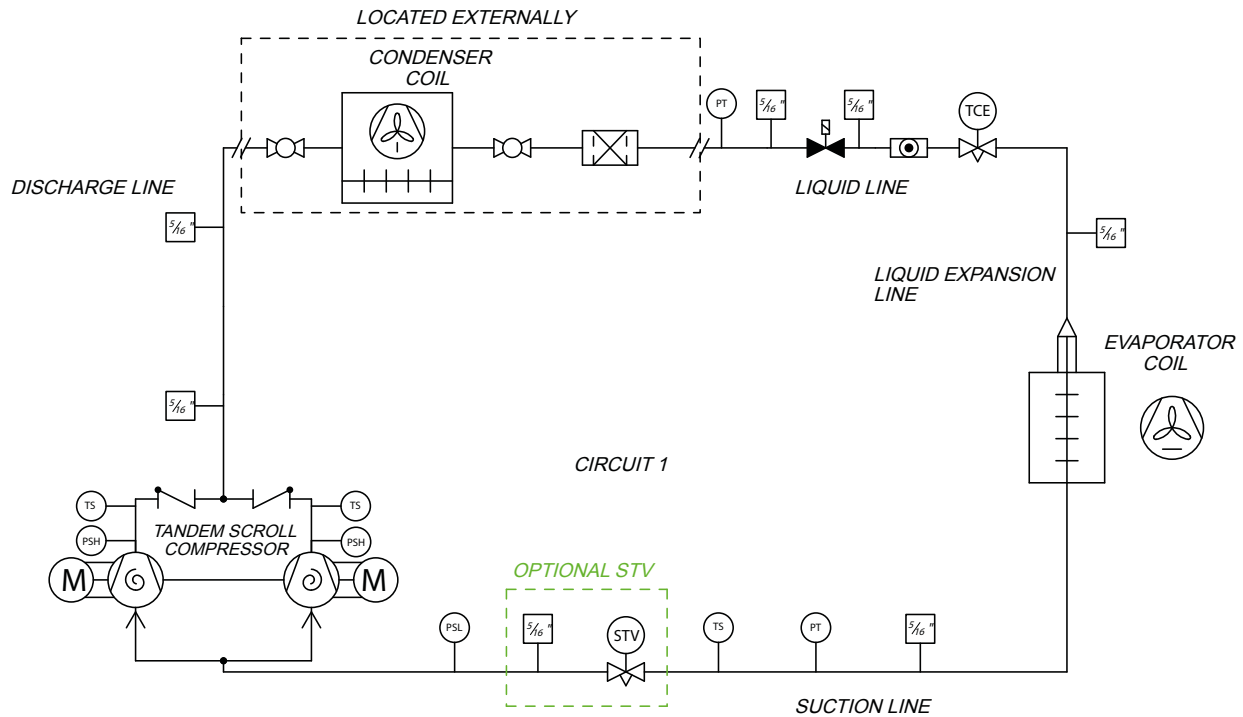 LOCATED EXTERNALLY
CONDENSER
COIL
PT
5/16 "
5/16 "
TCE
DISCHARGE LINE
LIQUID LINE
5/16 "
5/16 "
LIQUID EXPANSION
LINE
EVAPORATOR
COIL
5/16 "
CIRCUIT 1
TS
TS
TANDEM SCROLL
COMPRESSOR
PSH
PSH
M
M
OPTIONAL STV
PSL
5/16 "
STV
TS
PT
5/16 "
SUCTION LINE